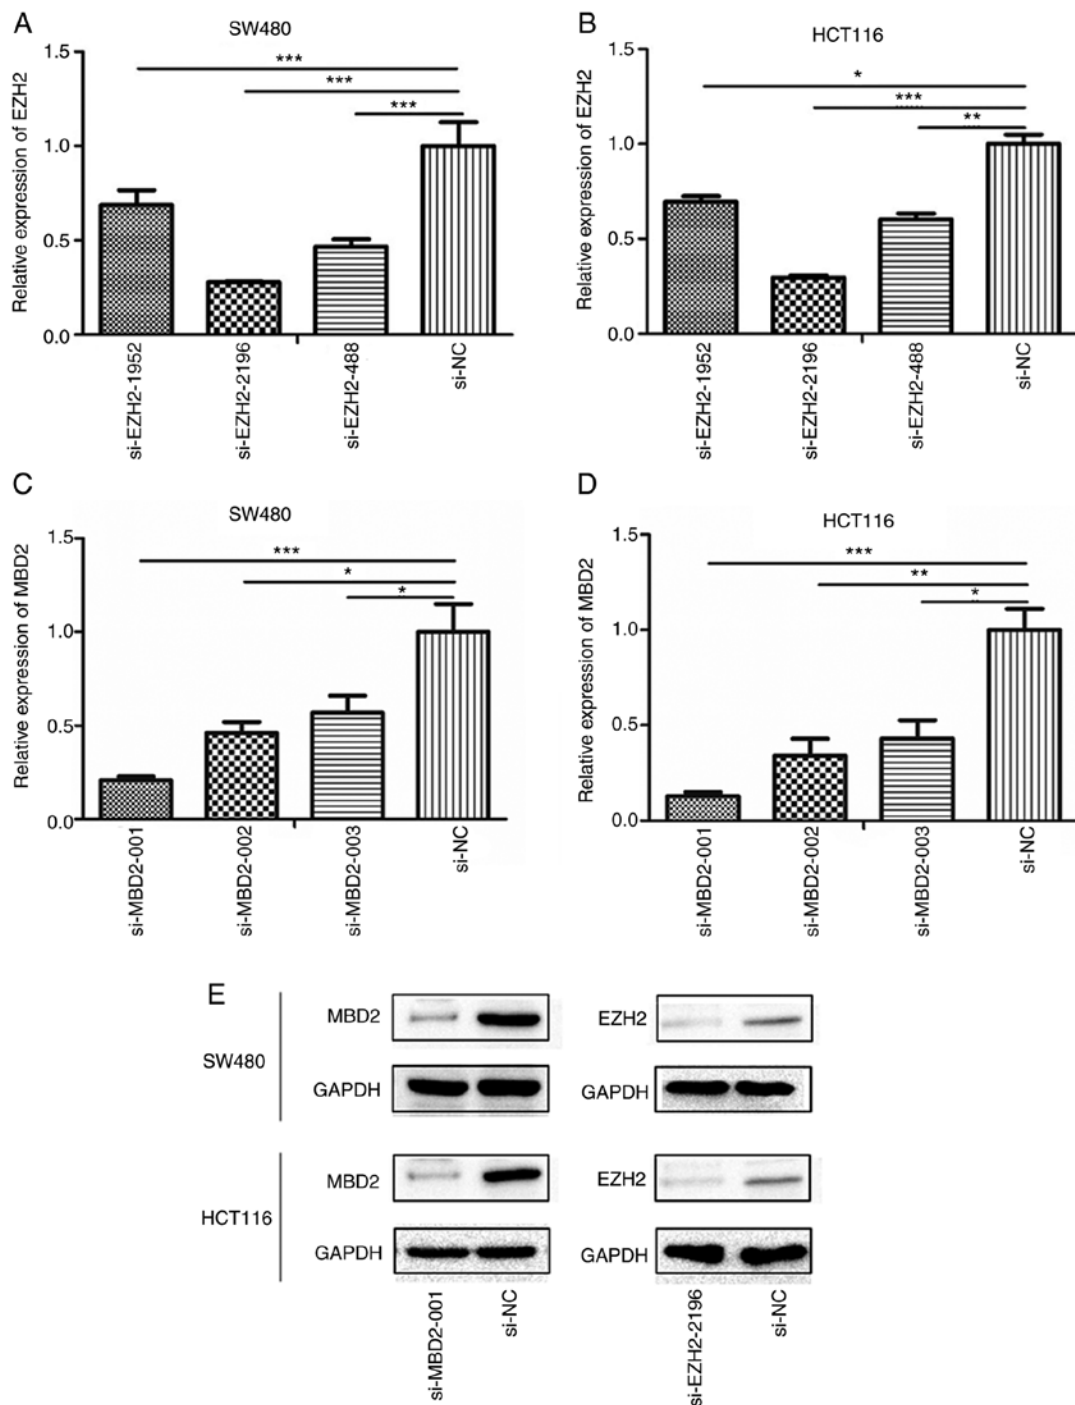 A
SW480
Relative expression of EZH2
1.5
1.0
0.5
0.0
***
***
***
si-EZH2-1952
si-EZH2-2196
si-EZH2-488
si-NC
B
HCT116
Relative expression of EZH2
1.5
1.0
0.5
0.0
*
***
**
si-EZH2-1952
si-EZH2-2196
si-EZH2-488
si-NC
C
SW480
Relative expression of MBD2
1.5
1.0
0.5
0.0
***
*
*
si-MBD2-001
si-MBD2-002
si-MBD2-003
si-NC
D
HCT116
Relative expression of MBD2
1.5
1.0
0.5
0.0
***
**
*
si-MBD2-001
si-MBD2-002
si-MBD2-003
si-NC
E
SW480
MBD2
EZH2
GAPDH
GAPDH
HCT116
MBD2
EZH2
GAPDH
GAPDH
si-MBD2-001
si-NC
si-EZH2-2196
si-NC